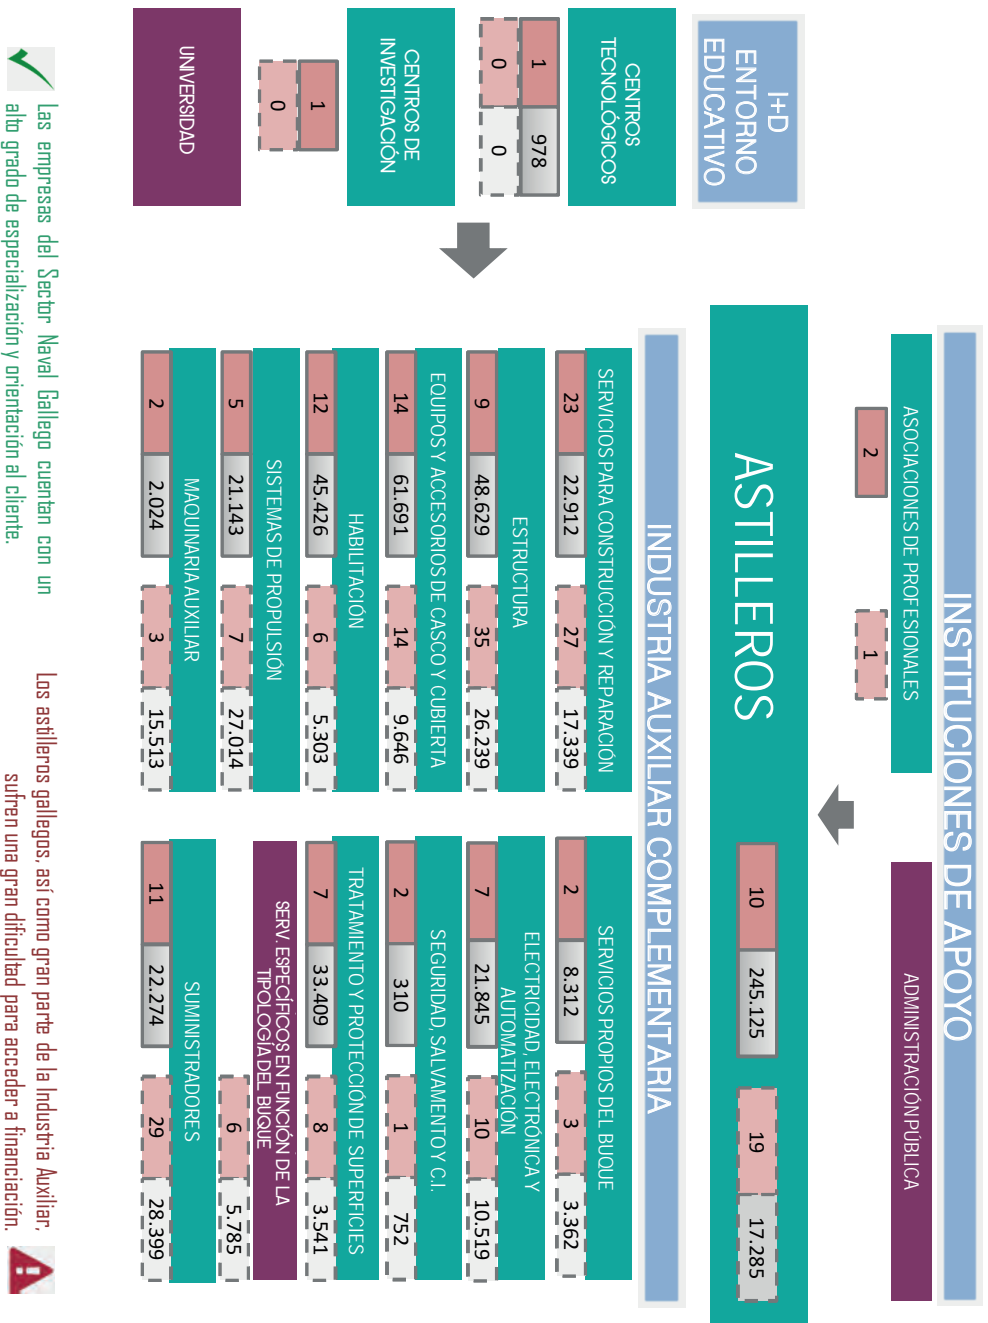 INSTITUCIONES DE APOYO
ASOCIACIONES DE PROFESIONALES
2
1
ADMINISTRACIÓN PÚBLICA
I+D
ENTORNO
EDUCATIVO
CENTROS
TECNOLÓGICOS
1 978
0 0
CENTROS DE
INVESTIGACIÓN
1
0
UNIVERSIDAD
ASTILLEROS
10 245.125 19 17.285
INDUSTRIA AUXILIAR COMPLEMENTARIA
SERVICIOS PARA CONSTRUCCIÓN Y REPARACIÓN
23 22.912 27 17.339
ESTRUCTURA
9 48.629 35 26.239
EQUIPOS Y ACCESORIOS DE CASCO Y CUBIERTA
14 61.691 14 9.646
HABILITACIÓN
12 45.426 6 5.303
SISTEMAS DE PROPULSIÓN
5 21.143 7 27.014
MAQUINARIA AUXILIAR
2 2.024 3 15.513
SERVICIOS PROPIOS DEL BUQUE
2 8.312 3 3.362
ELECTRICIDAD, ELECTRÓNICA Y
AUTOMATIZACIÓN
7 21.845 10 10.519
SEGURIDAD, SALVAMENTO Y C.I.
2 310 1 752
TRATAMIENTO Y PROTECCIÓN DE SUPERFICIES
7 33.409 8 3.541
SERV. ESPECÍFICOS EN FUNCIÓN DE LA
TIPOLOGÍA DEL BUQUE
6 5.785
SUMINISTRADORES
11 22.274 29 28.399
Las empresas del Sector Naval Gallego cuentan con un
alto grado de especialización y orientación al cliente.
Los astilleros gallegos, así como gran parte de la Industria Auxiliar,
sufren una gran dificultad para acceder a financiación.